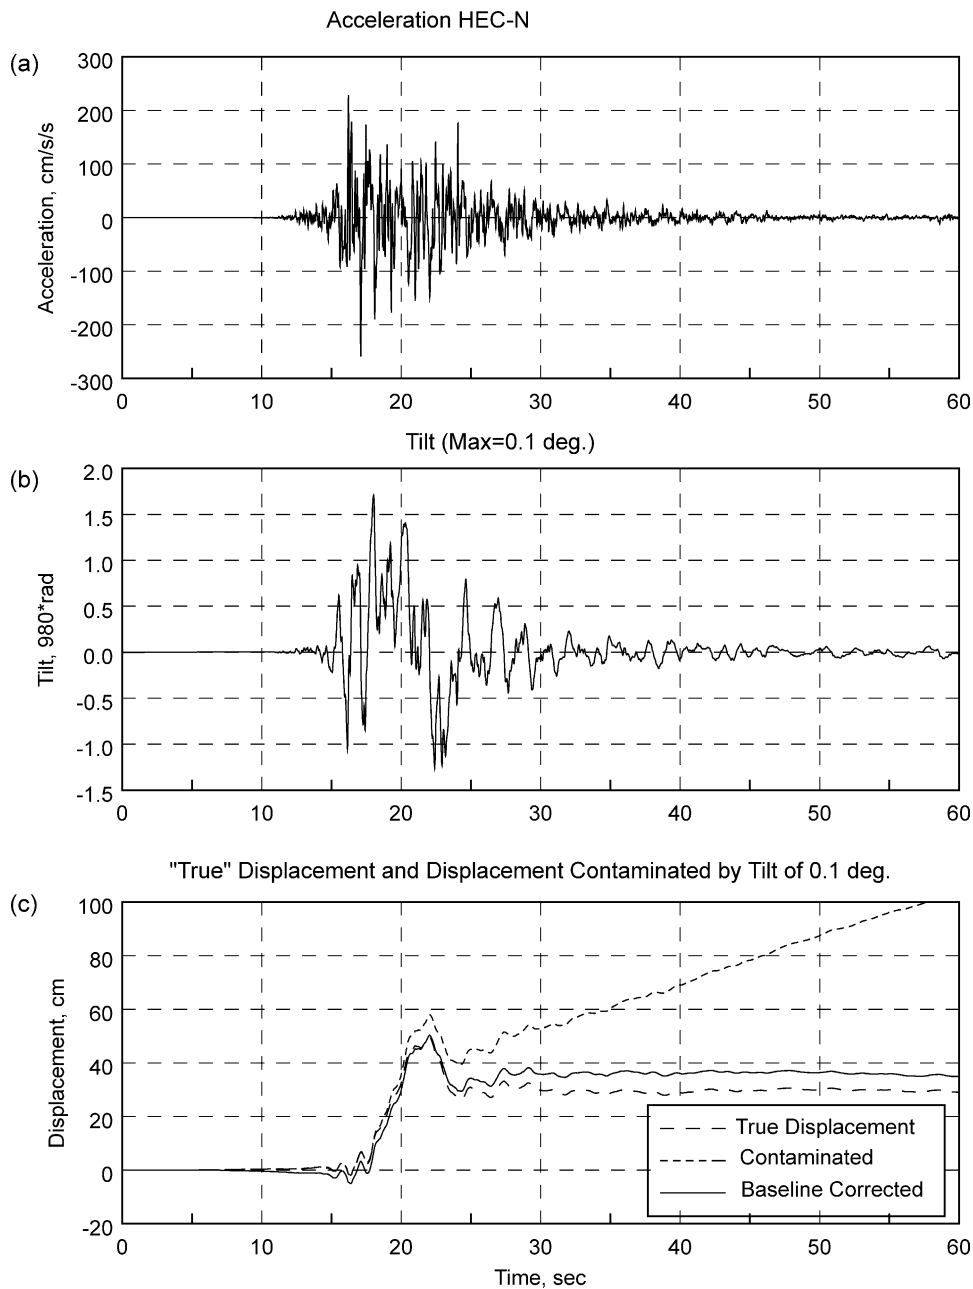 Acceleration HEC-N
(a)
Acceleration, cm/s/s
300
200
100
0
-100
-200
-300
0 10 20 30 40 50 60
Tilt (Max=0.1 deg.)
(b)
Tilt, 980*rad
2.0
1.5
1.0
0.5
0.0
-0.5
-1.0
-1.5
0 10 20 30 40 50 60
"True" Displacement and Displacement Contaminated by Tilt of 0.1 deg.
(c)
Displacement, cm
100
80
60
40
20
0
-20
True Displacement
Contaminated
Baseline Corrected
0 10 20 30 40 50 60
Time, sec